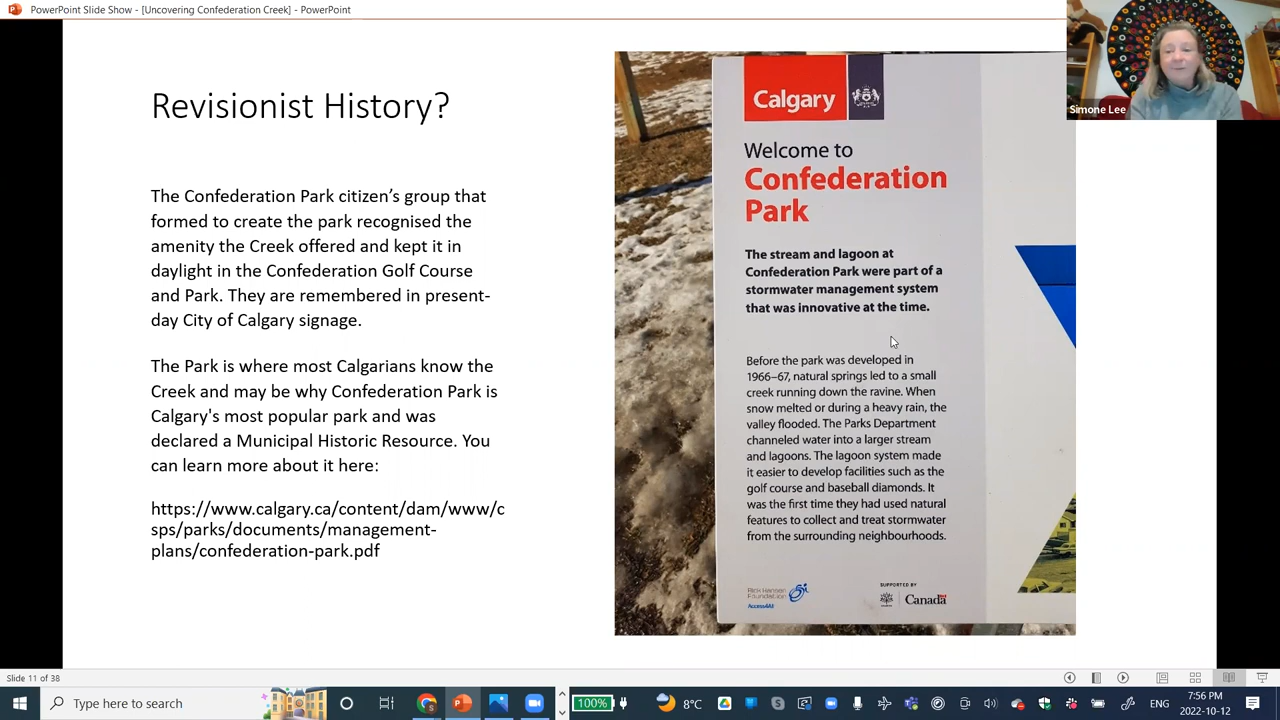 PowerPoint Slide Show - [Uncovering Confederation Creek] - PowerPoint
Revisionist History?
The Confederation Park citizen’s group that
formed to create the park recognised the
amenity the Creek offered and kept it in
daylight in the Confederation Golf Course
and Park. They are remembered in present-
day City of Calgary signage.
The Park is where most Calgarians know the
Creek and may be why Confederation Park is
Calgary's most popular park and was
declared a Municipal Historic Resource. You
can learn more about it here:
https://www.calgary.ca/content/dam/www/c
sps/parks/documents/management-
plans/confederation-park.pdf
Calgary
Welcome to
Confederation
Park
The stream and lagoon at
Confederation Park were part of a
stormwater management system
that was innovative at the time.
Before the park was developed in
1966–67, natural springs led to a small
creek running down the ravine. When
snow melted or during a heavy rain, the
valley flooded. The Parks Department
channeled water into a larger stream
and lagoons. The lagoon system made
it easier to develop facilities such as the
golf course and baseball diamonds. It
was the first time they had used natural
features to collect and treat stormwater
from the surrounding neighbourhoods.
Rick Hansen
Foundation
Access4All
SUPPORTED BY
Canada
Simone Lee
Slide 11 of 38
Type here to search
100%
8°C
ENG
7:56 PM
2022-10-12